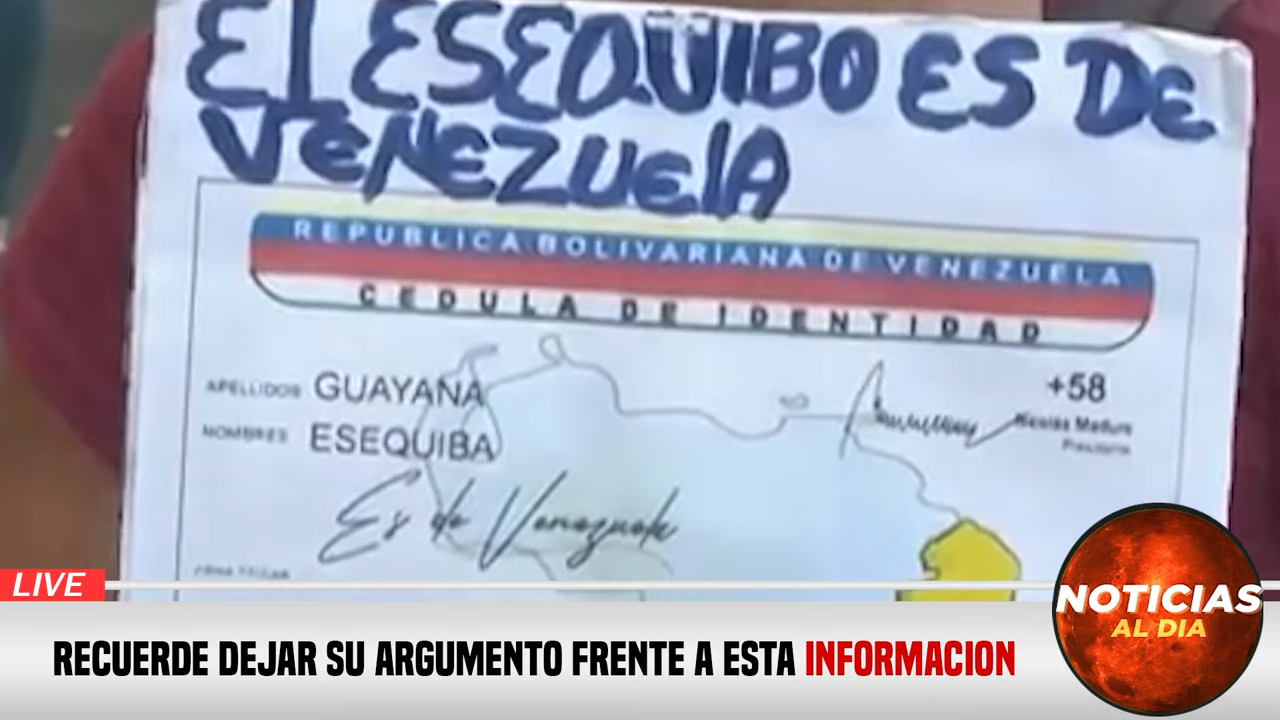 El ESEQUIBO ES DE
VENEZUElA
REPUBLICA BOLIVARIANA DE VENEZUELA
CEDULA DE IDENTIDAD
APELLIDOS GUAYANA
+58
Nicolás Maduro
NOMBRES ESEQUIBA
Es de Venezuela
LIVE
NOTICIAS
AL DIA
RECUERDE DEJAR SU ARGUMENTO FRENTE A ESTA INFORMACION